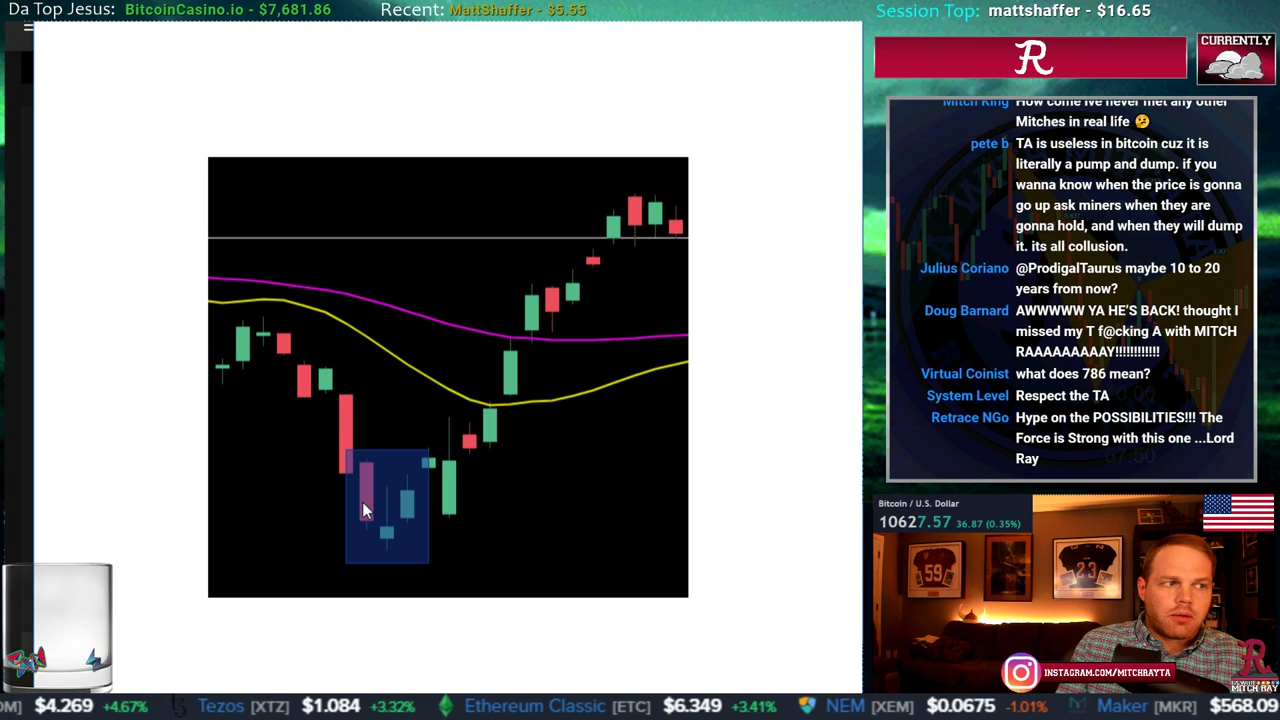 Da Top Jesus: BitcoinCasino.io - $7,681.86
Recent: MattShaffer - $5.55
Session Top: mattshaffer - $16.65
R
CURRENTLY
Mitch King How come ive never met any other
Mitches in real life 🤔
pete b TA is useless in bitcoin cuz it is
literally a pump and dump. if you
wanna know when the price is gonna
go up ask miners when they are
gonna hold, and when they will dump
it. its all collusion.
Julius Coriano @ProdigalTaurus maybe 10 to 20
years from now?
Doug Barnard AWWWWW YA HE'S BACK! thought I
missed my T f@cking A with MITCH
RAAAAAAAAAY!!!!!!!!!!!!
Virtual Coinist what does 786 mean?
System Level Respect the TA
Retrace NGo Hype on the POSSIBILITIES!!! The
Force is Strong with this one ...Lord
Ray
Bitcoin / U.S. Dollar
10627.57 36.87 (0.35%)
59
23
INSTAGRAM.COM/MITCHRAYTA
R
MITCH RAY
$4.269 +4.67% Tezos [XTZ] $1.084 +3.32% Ethereum Classic [ETC] $6.349 +3.41% NEM [XEM] $0.0675 -1.01% Maker [MKR] $568.09